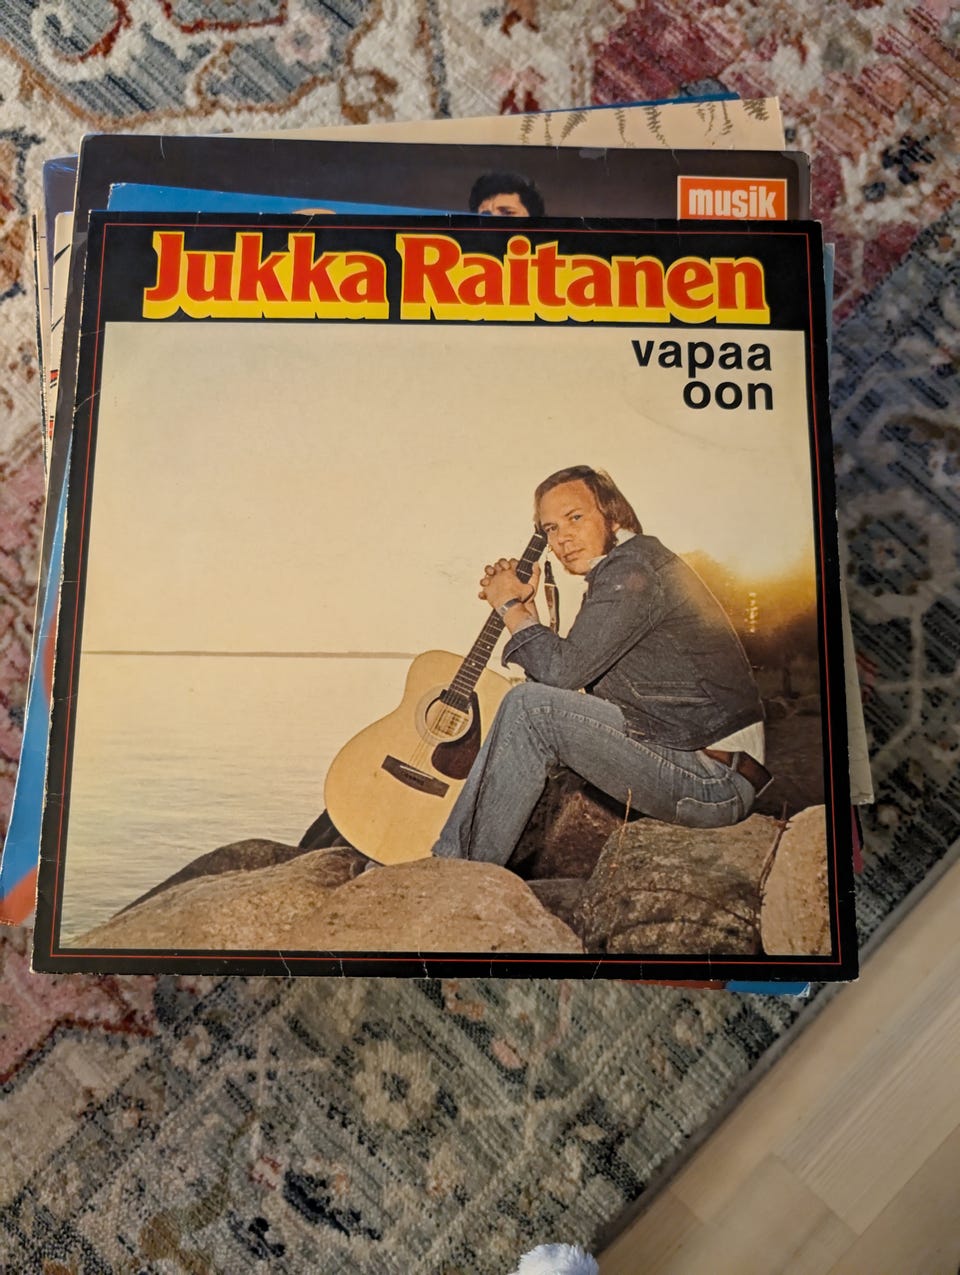 musik
Jukka Raitanen
vapaa
oon